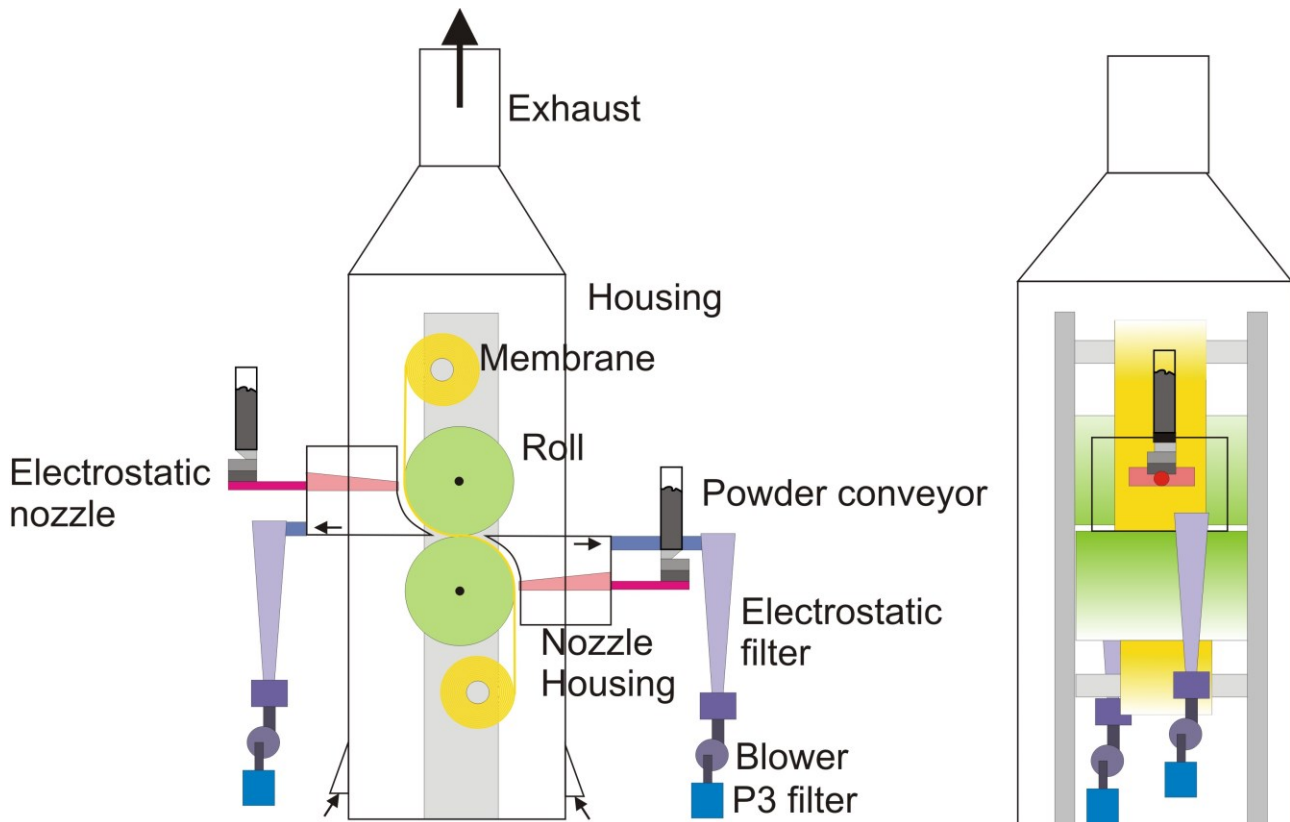 Exhaust
Housing
Membrane
Roll
Electrostatic
nozzle
Powder conveyor
Electrostatic
filter
Nozzle
Housing
Blower
P3 filter